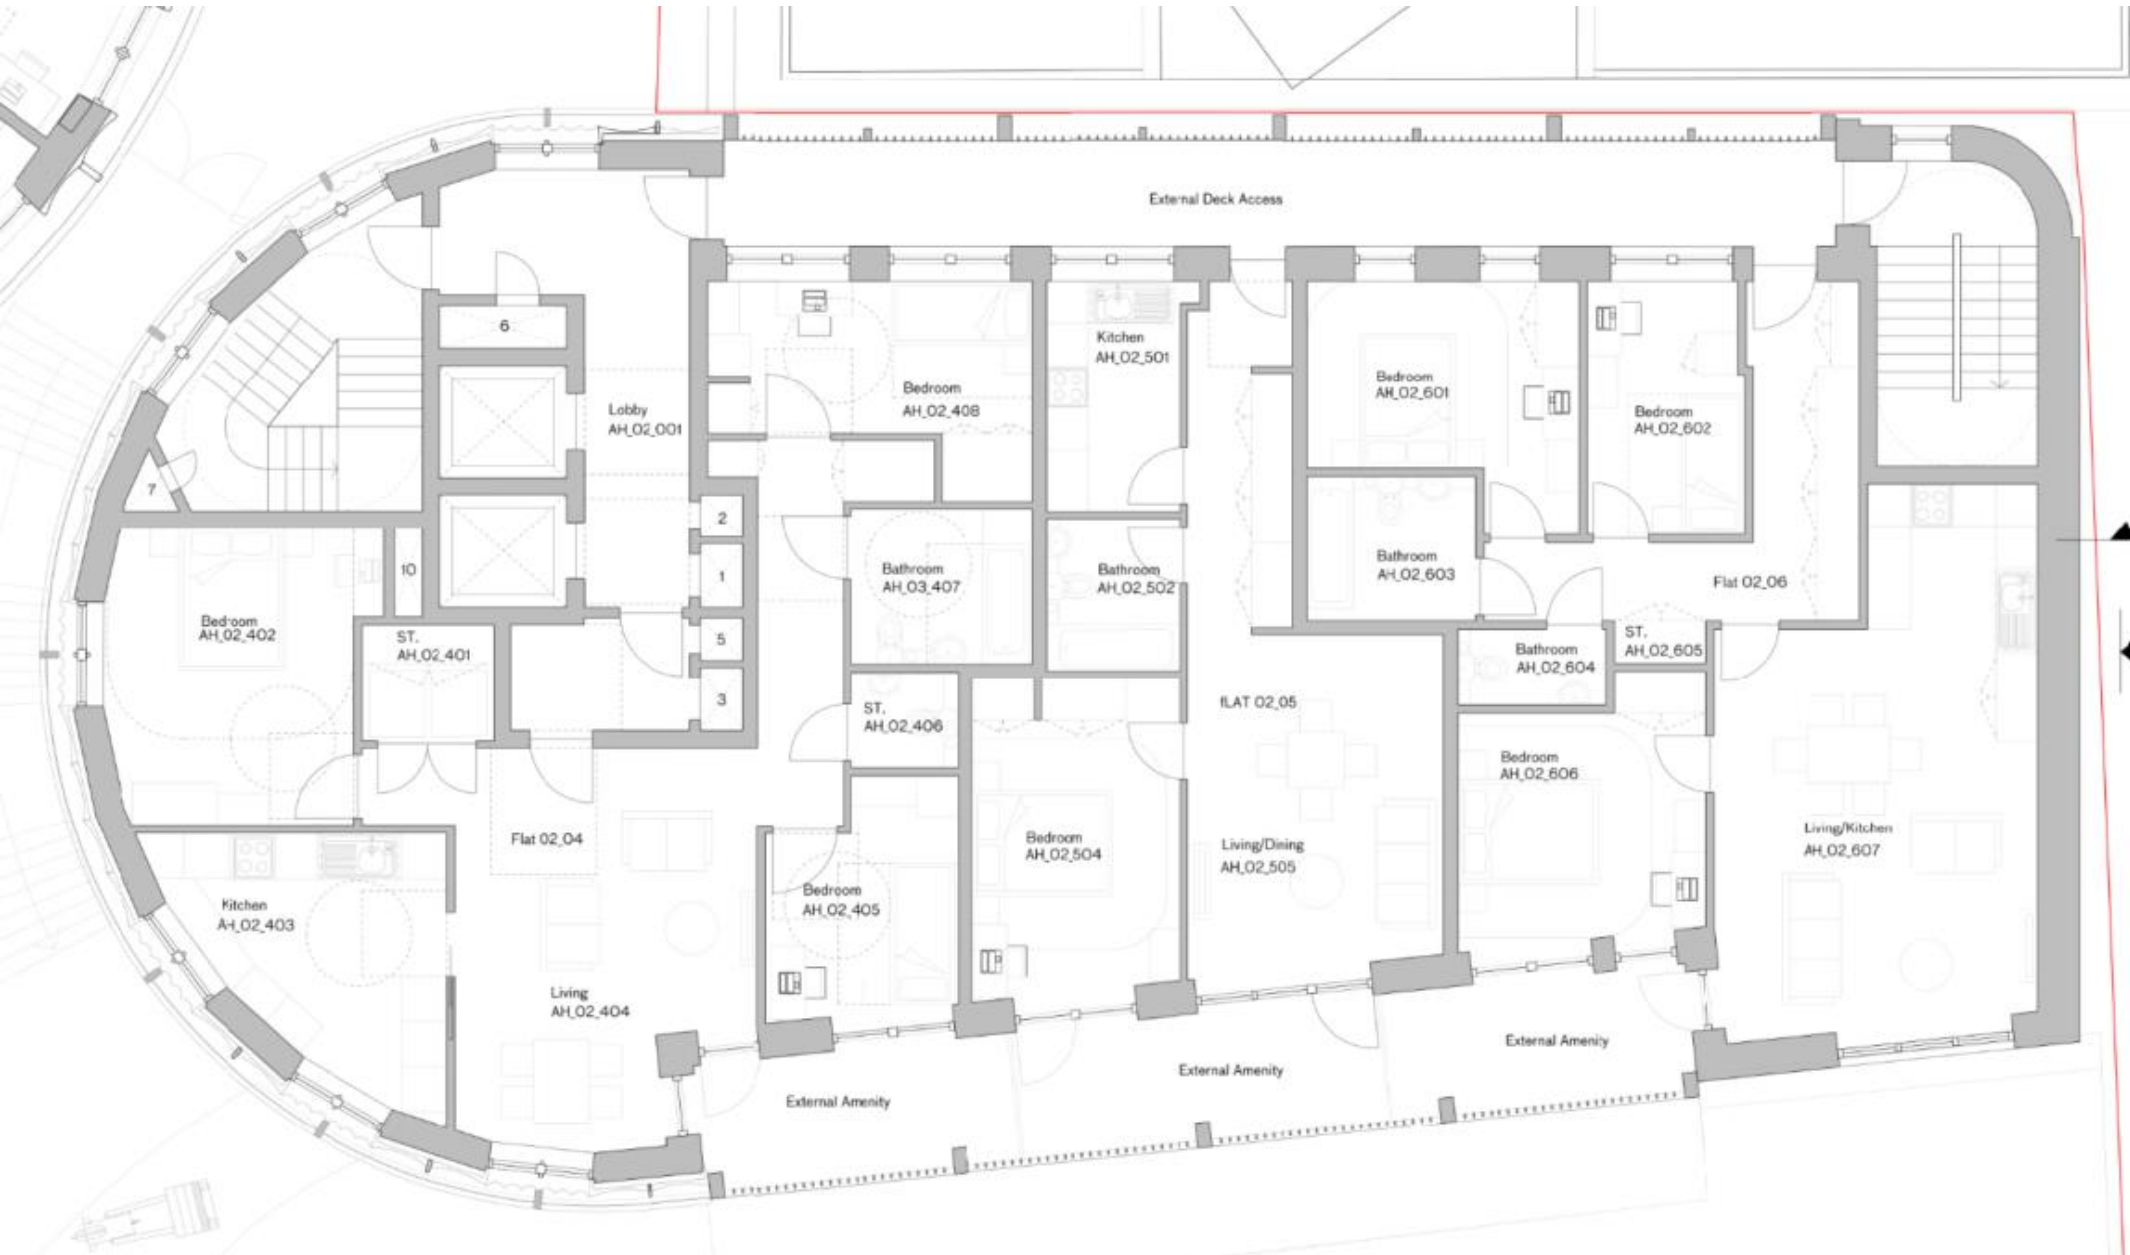 External Deck Access
6
Lobby
AH_02_001
Bedroom
AH_02_408
Kitchen
AH_02_501
Bedroom
AH_02_601
Bedroom
AH_02_602
7
10
2
1
5
3
Bedroom
AH_02_402
ST.
AH_02_401
Bathroom
AH_03_407
Bathroom
AH_02_502
Bathroom
AH_02_603
Flat 02_06
ST.
AH_02_605
Bathroom
AH_02_604
ST.
AH_02_406
fLAT 02_05
Bedroom
AH_02_606
Flat 02_04
Bedroom
AH_02_504
Living/Dining
AH_02_505
Living/Kitchen
AH_02_607
Kitchen
AH_02_403
Bedroom
AH_02_405
Living
AH_02_404
External Amenity
External Amenity
External Amenity